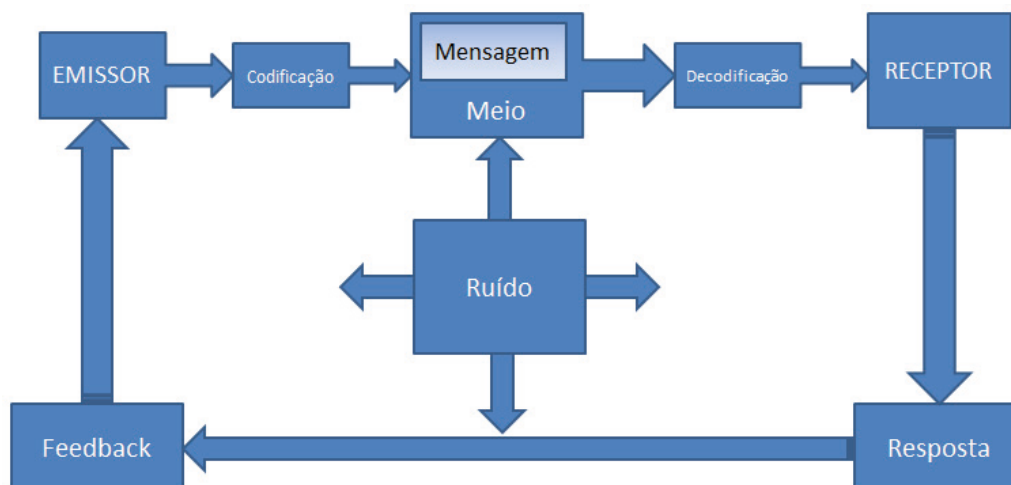 EMISSOR
Codificação
Mensagem
Meio
Decodificação
RECEPTOR
Ruído
Feedback
Resposta